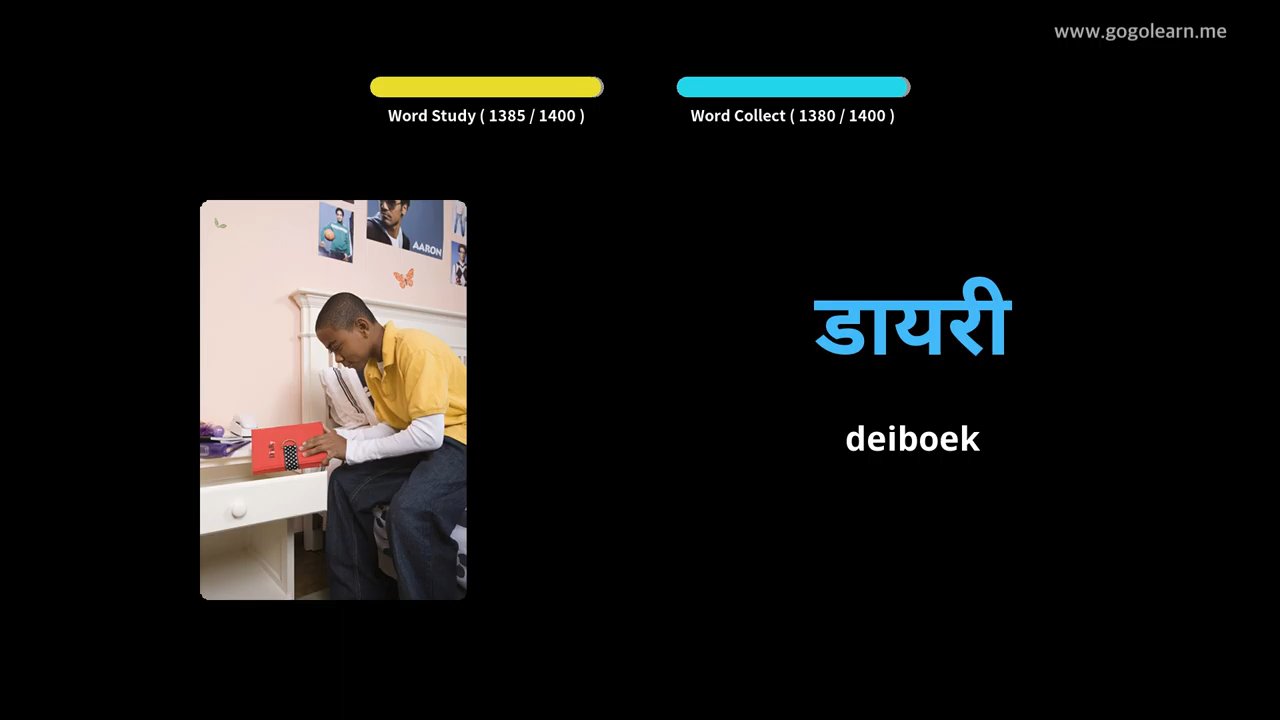 www.gogolearn.me
Word Study ( 1385 / 1400 )
Word Collect ( 1380 / 1400 )
AARON
डायरी
deiboek